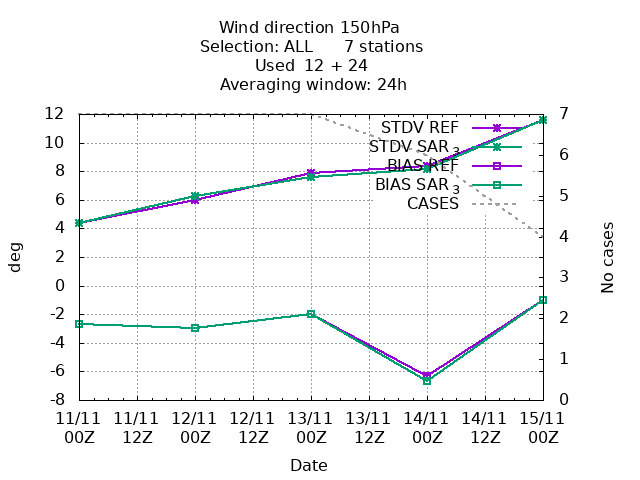 Wind direction 150hPa
Selection: ALL      7 stations
Used  12 + 24
Averaging window: 24h
12
10
8
6
4
2
0
-2
-4
-6
-8
deg
7
6
5
4
3
2
1
0
No cases
STDV REF
STDV SAR 3
BIAS REF
BIAS SAR 3
CASES
11/11 11/11 12/11 12/11 13/11 13/11 14/11 14/11 15/11
00Z 12Z 00Z 12Z 00Z 12Z 00Z 12Z 00Z
Date